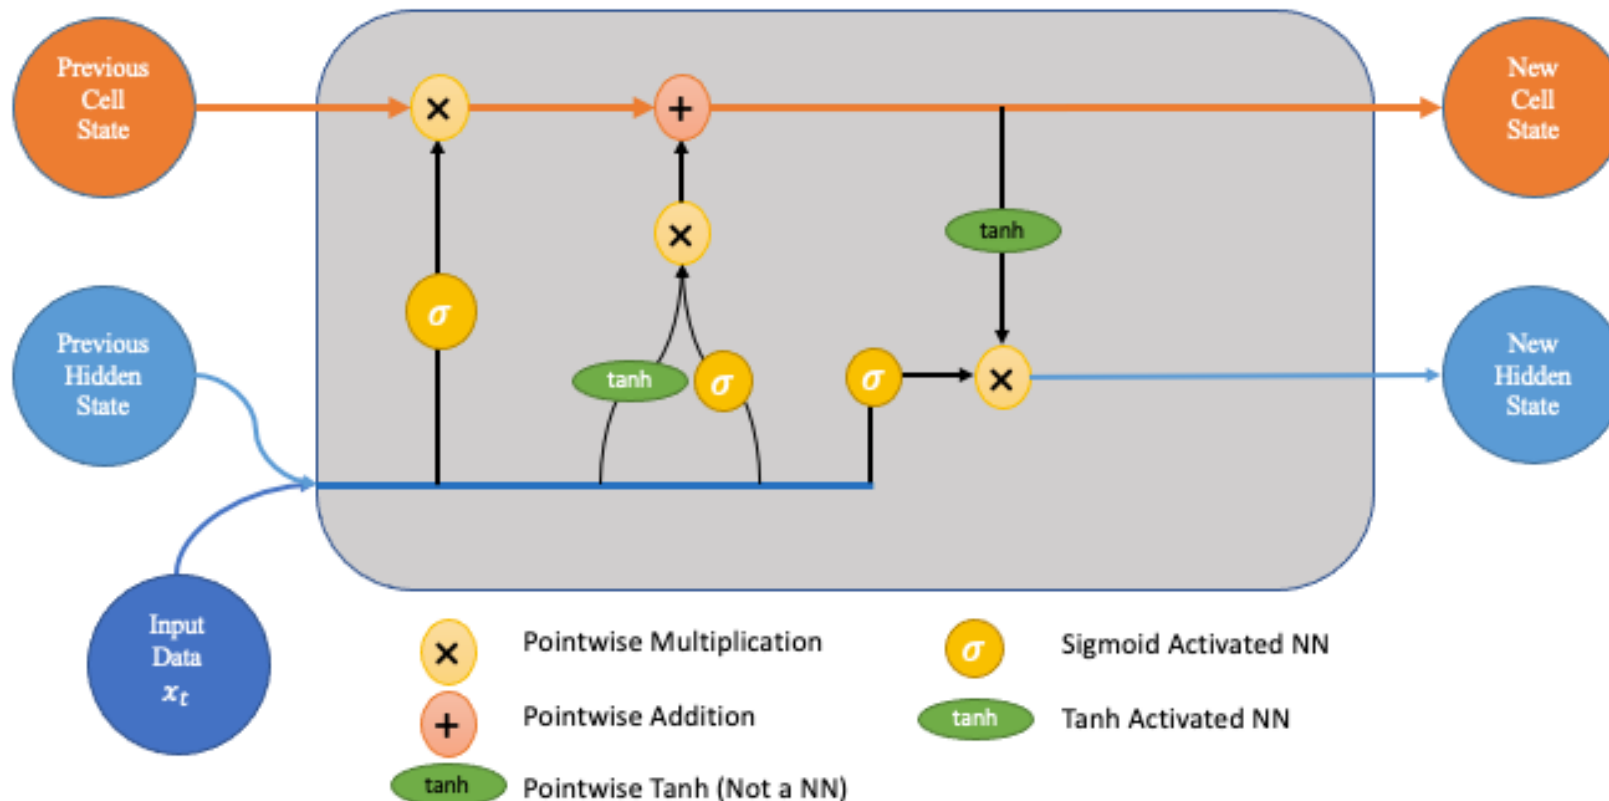 Previous
Cell
State
×
+
New
Cell
State
tanh
×
σ
Previous
Hidden
State
tanh
σ
σ
×
New
Hidden
State
Input
Data
xₜ
×
Pointwise Multiplication
σ
Sigmoid Activated NN
+
Pointwise Addition
tanh
Tanh Activated NN
tanh
Pointwise Tanh (Not a NN)